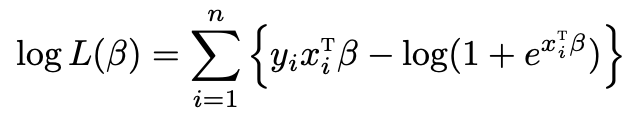 log L(β) = ∑_{i=1}^{n} { y_i x_i^T β − log(1 + e^{x_i^T β}) }